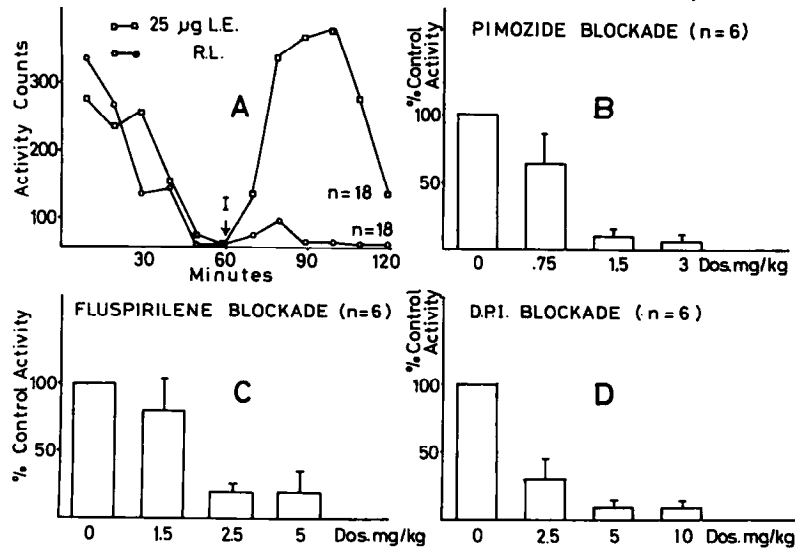 25 µg L.E.
R.L.
Activity Counts
300
200
100
A
I
n=18
n=18
30 60 90 120
Minutes
PIMOZIDE BLOCKADE (n=6)
% Control
Activity
100
50
B
0 .75 1.5 3 Dos.mg/kg
FLUSPIRILENE BLOCKADE (n=6)
% Control Activity
100
50
C
0 1.5 2.5 5 Dos.mg/kg
D.P.I. BLOCKADE (n=6)
% Control
Activity
100
50
D
0 2.5 5 10 Dos.mg/kg